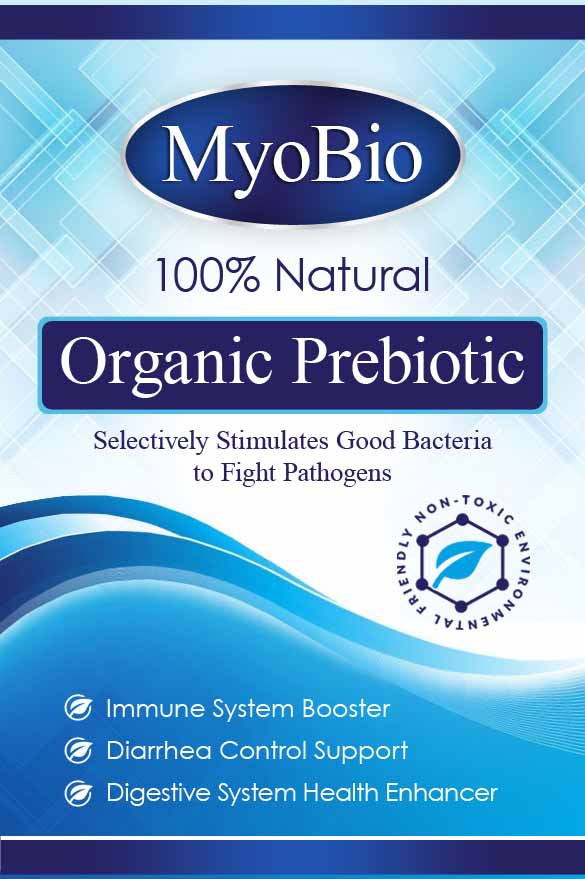 MyoBio
100% Natural
Organic Prebiotic
Selectively Stimulates Good Bacteria
to Fight Pathogens
NON-TOXIC ENVIRONMENTAL FRIENDLY
Immune System Booster
Diarrhea Control Support
Digestive System Health Enhancer